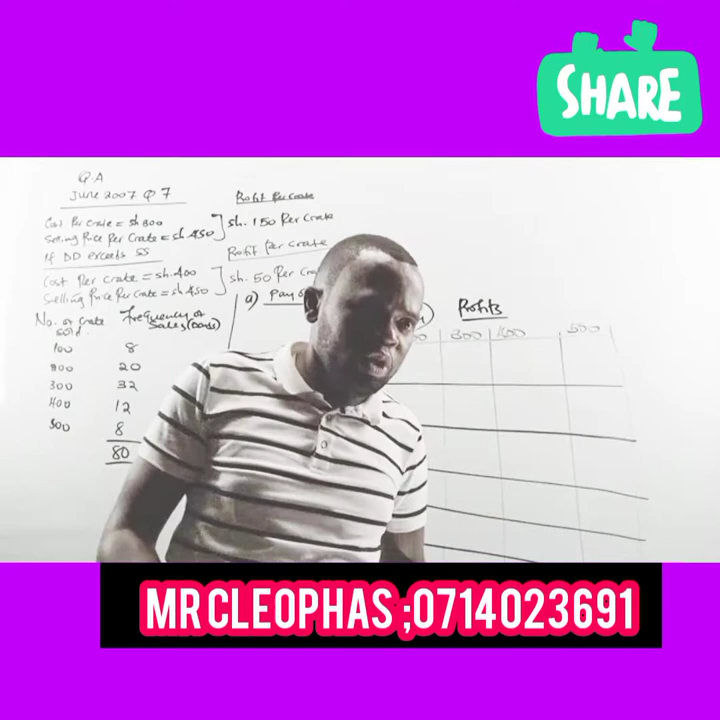 SHARE
Q.A
June 2007 Q 7
Profit Per Crate
Cost Per Crate = sh 300
Selling Price Per Crate = sh 450
sh. 150 Per Crate
If DD exceeds SS
Profit per crate
Cost Per Crate = sh. 400
Selling Price Per Crate = sh 450
sh. 50 Per
a) Pay
Profits
No. of Crate
sold
Frequency of
Sales (Days)
300 400 500
100 8
200 20
300 32
400 12
500 8
80
MR CLEOPHAS ;0714023691